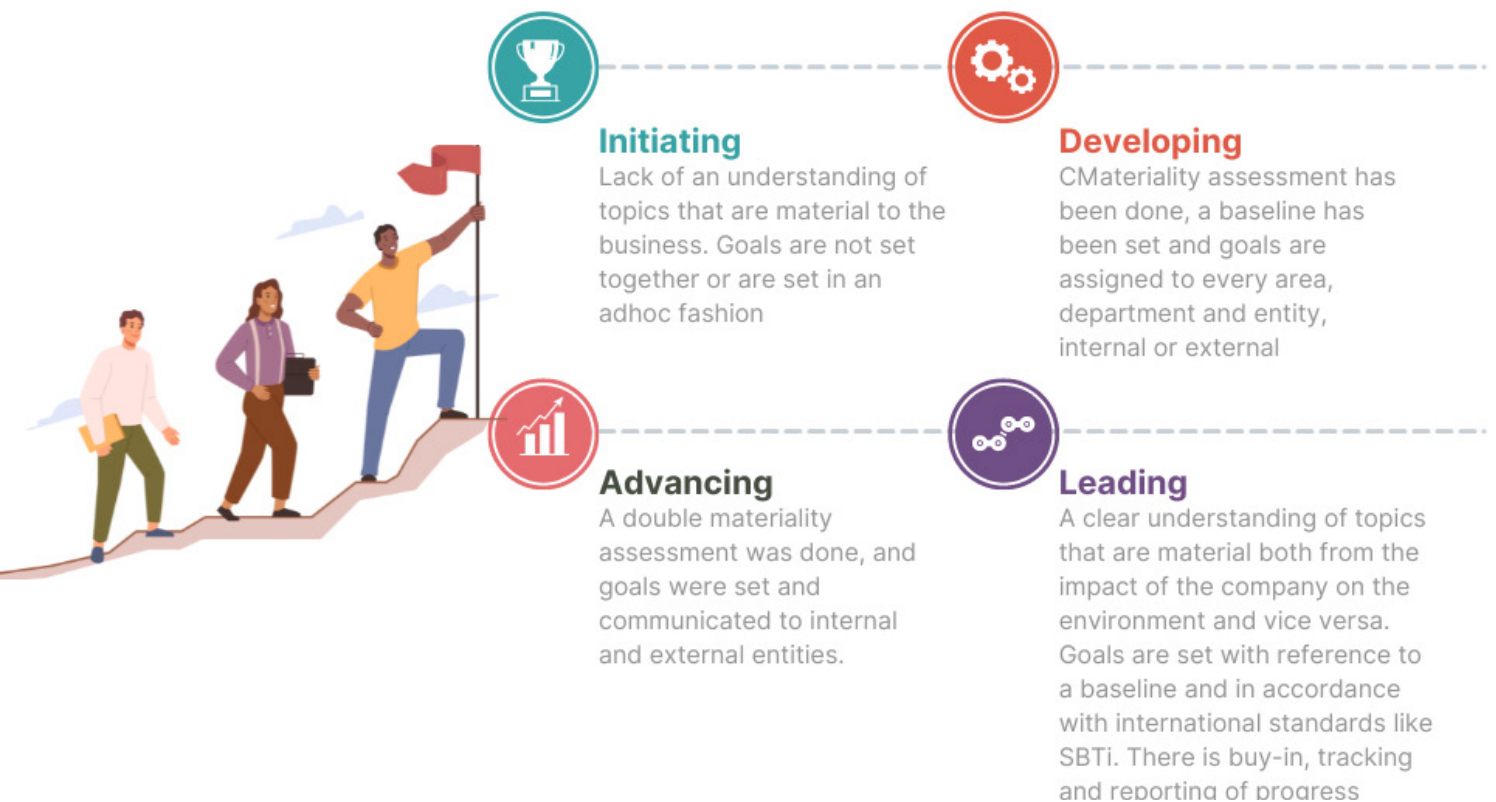 Initiating
Lack of an understanding of
topics that are material to the
business. Goals are not set
together or are set in an
adhoc fashion
Developing
CMateriality assessment has
been done, a baseline has
been set and goals are
assigned to every area,
department and entity,
internal or external
Advancing
A double materiality
assessment was done, and
goals were set and
communicated to internal
and external entities.
Leading
A clear understanding of topics
that are material both from the
impact of the company on the
environment and vice versa.
Goals are set with reference to
a baseline and in accordance
with international standards like
SBTi. There is buy-in, tracking
and reporting of progress